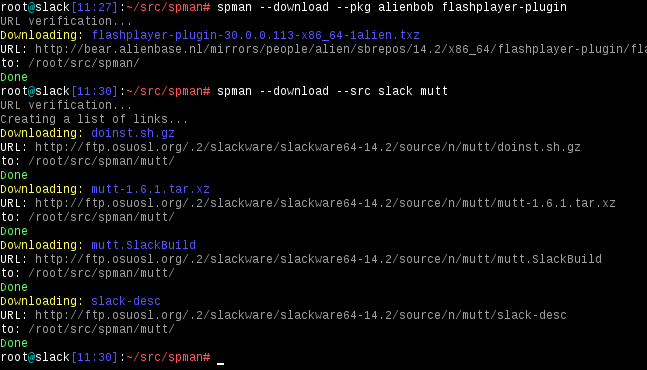 root@slack[11:27]:~/src/spman# spman --download --pkg alienbob flashplayer-plugin
URL verification...
Downloading: flashplayer-plugin-30.0.0.113-x86_64-1alien.txz
URL: http://bear.alienbase.nl/mirrors/people/alien/sbrepos/14.2/x86_64/flashplayer-plugin/fla
to: /root/src/spman/
Done
root@slack[11:30]:~/src/spman# spman --download --src slack mutt
URL verification...
Creating a list of links...
Downloading: doinst.sh.gz
URL: http://ftp.osuosl.org/.2/slackware/slackware64-14.2/source/n/mutt/doinst.sh.gz
to: /root/src/spman/mutt/
Done
Downloading: mutt-1.6.1.tar.xz
URL: http://ftp.osuosl.org/.2/slackware/slackware64-14.2/source/n/mutt/mutt-1.6.1.tar.xz
to: /root/src/spman/mutt/
Done
Downloading: mutt.SlackBuild
URL: http://ftp.osuosl.org/.2/slackware/slackware64-14.2/source/n/mutt/mutt.SlackBuild
to: /root/src/spman/mutt/
Done
Downloading: slack-desc
URL: http://ftp.osuosl.org/.2/slackware/slackware64-14.2/source/n/mutt/slack-desc
to: /root/src/spman/mutt/
Done
root@slack[11:30]:~/src/spman#